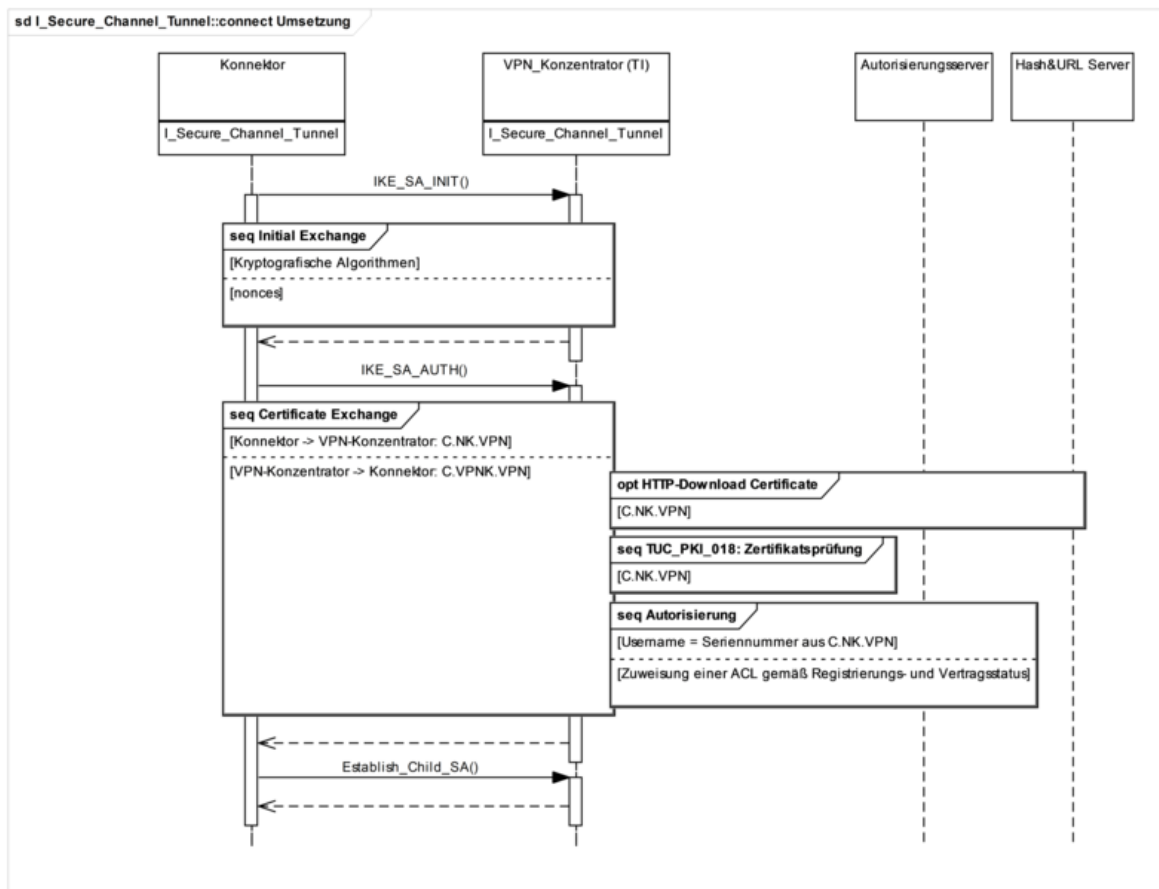 sd I_Secure_Channel_Tunnel::connect Umsetzung
Konnektor
VPN_Konzentrator (TI)
Autorisierungsserver
Hash&URL Server
I_Secure_Channel_Tunnel
I_Secure_Channel_Tunnel
IKE_SA_INIT()
seq Initial Exchange
[Kryptografische Algorithmen]
[nonces]
IKE_SA_AUTH()
seq Certificate Exchange
[Konnektor -> VPN-Konzentrator: C.NK.VPN]
[VPN-Konzentrator -> Konnektor: C.VPNK.VPN]
opt HTTP-Download Certificate
[C.NK.VPN]
seq TUC_PKI_018: Zertifikatsprüfung
[C.NK.VPN]
seq Autorisierung
[Username = Seriennummer aus C.NK.VPN]
[Zuweisung einer ACL gemäß Registrierungs- und Vertragsstatus]
Establish_Child_SA()